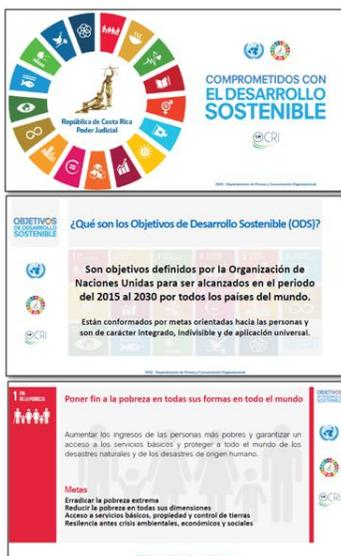 República de Costa Rica
Poder Judicial
COMPROMETIDOS CON
EL DESARROLLO
SOSTENIBLE
CRI
OBJETIVOS
DE DESARROLLO
SOSTENIBLE
¿Qué son los Objetivos de Desarrollo Sostenible (ODS)?
Son objetivos definidos por la Organización de
Naciones Unidas para ser alcanzados en el periodo
del 2015 al 2030 por todos los países del mundo.
Están conformados por metas orientadas hacia las personas y
son de carácter integrado, indivisible y de aplicación universal.
CRI
1 FIN
DE LA POBREZA
Poner fin a la pobreza en todas sus formas en todo el mundo
Aumentar los ingresos de las personas más pobres y garantizar un
acceso a los servicios básicos y proteger a todo el mundo de los
desastres naturales y de los desastres de origen humano.
Metas
Erradicar la pobreza extrema
Reducir la pobreza en todas sus dimensiones
Acceso a servicios básicos, propiedad y control de tierras
Resilencia antes crisis ambientales, económicos y sociales